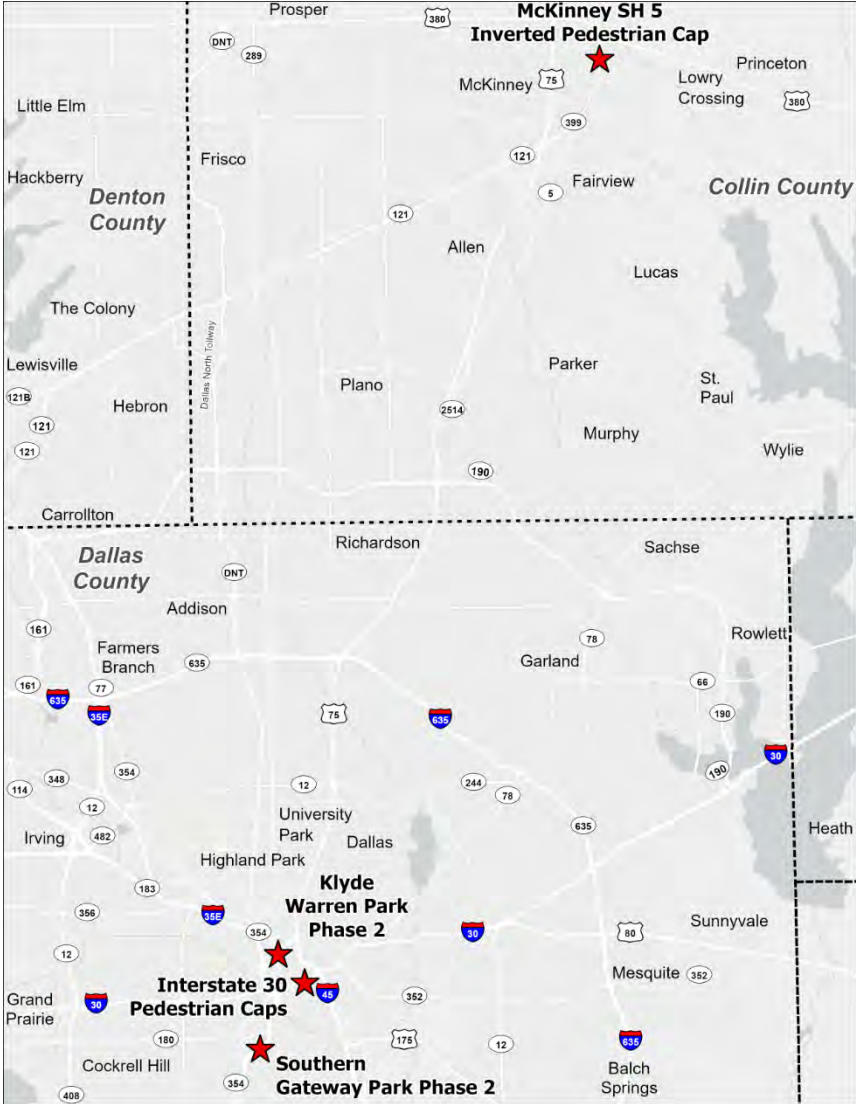 Prosper
380
McKinney SH 5
Inverted Pedestrian Cap
DNT
289
75
McKinney
Princeton
Lowry
Crossing
380
Little Elm
399
Frisco
121
Hackberry
Fairview
5
Denton
County
Collin County
121
Allen
Lucas
The Colony
Dallas North Tollway
Lewisville
Parker
St.
Paul
Plano
121B
Hebron
2514
121
Murphy
121
Wylie
190
Carrollton
Richardson
Sachse
Dallas
County
DNT
Addison
161
78
Rowlett
Farmers
Branch
635
Garland
161
77
66
635
35E
75
635
190
30
348
354
190
114
12
244
78
12
University
Park
482
635
Irving
Dallas
Heath
Highland Park
183
Klyde
Warren Park
Phase 2
356
35E
354
30
80
Sunnyvale
12
Interstate 30
Pedestrian Caps
45
352
Mesquite
352
Grand
Prairie
30
180
175
12
635
Cockrell Hill
Southern
Gateway Park Phase 2
Balch
Springs
354
408